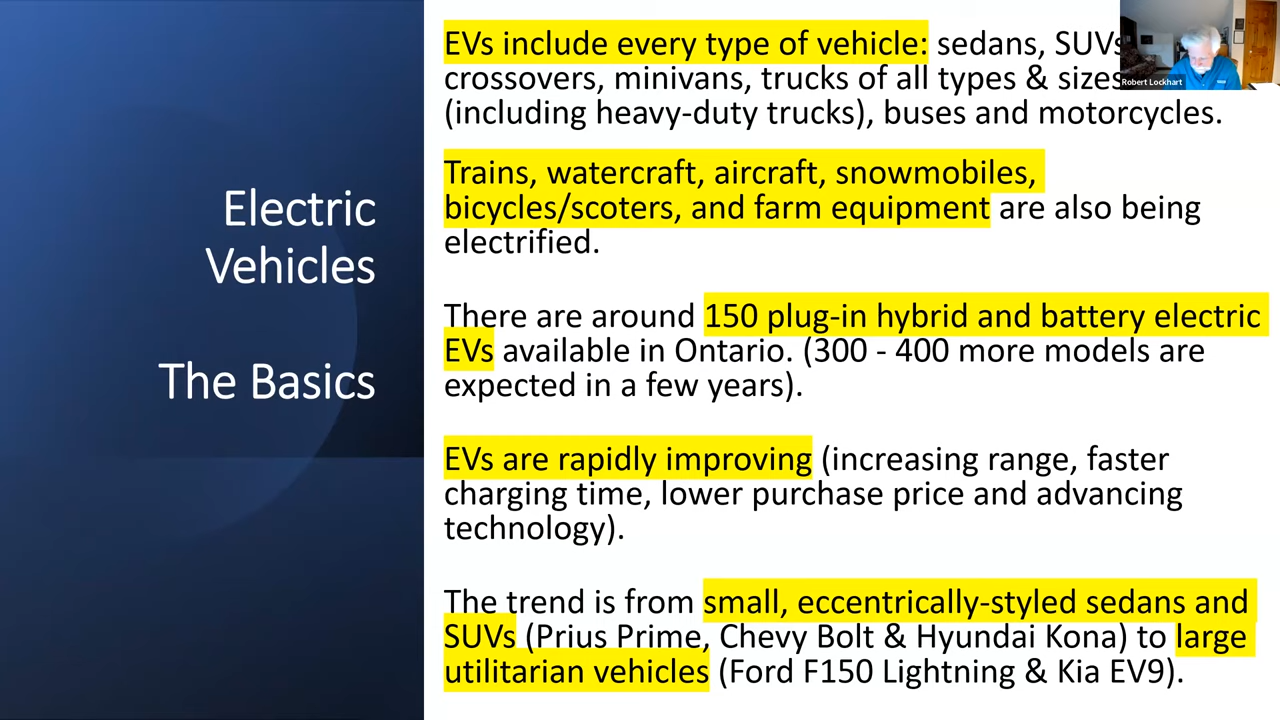 Electric
Vehicles
The Basics
EVs include every type of vehicle: sedans, SUVs
crossovers, minivans, trucks of all types & sizes
(including heavy-duty trucks), buses and motorcycles.
Trains, watercraft, aircraft, snowmobiles,
bicycles/scoters, and farm equipment are also being
electrified.
There are around 150 plug-in hybrid and battery electric
EVs available in Ontario. (300 - 400 more models are
expected in a few years).
EVs are rapidly improving (increasing range, faster
charging time, lower purchase price and advancing
technology).
The trend is from small, eccentrically-styled sedans and
SUVs (Prius Prime, Chevy Bolt & Hyundai Kona) to large
utilitarian vehicles (Ford F150 Lightning & Kia EV9).
Robert Lockhart